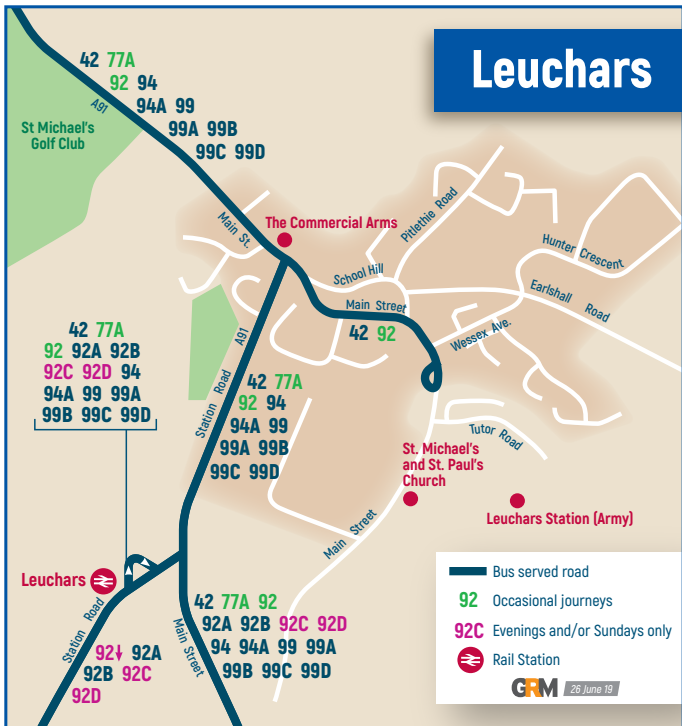 Leuchars
42 77A
92 94
94A 99
99A 99B
99C 99D
A91
St Michael's
Golf Club
Main St.
The Commercial Arms
School Hill
Pitlethie Road
Hunter Crescent
Earlshall Road
Main Street
42 92
Wessex Ave.
42 77A
92 92A 92B
92C 92D 94
94A 99 99A
99B 99C 99D
A91
Station Road
42 77A
92 94
94A 99
99A 99B
99C 99D
Tutor Road
St. Michael's
and St. Paul's
Church
Leuchars Station (Army)
Main Street
Leuchars
Station Road
92↓ 92A
92B 92C
92D
Main Street
42 77A 92
92A 92B 92C 92D
94 94A 99 99A
99B 99C 99D
Bus served road
92 Occasional journeys
92C Evenings and/or Sundays only
Rail Station
GRM 26 June 19